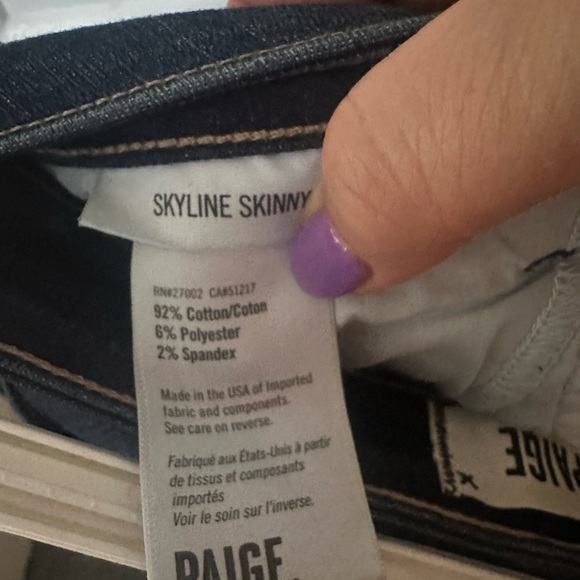 SKYLINE SKINNY
RN#27002 CA#51217
92% Cotton/Coton
6% Polyester
2% Spandex
Made in the USA of imported
fabric and components.
See care on reverse.
Fabriqué aux États-Unis à partir
de tissus et composants
importés
Voir le soin sur l'inverse.
PAIGE
PAIGE